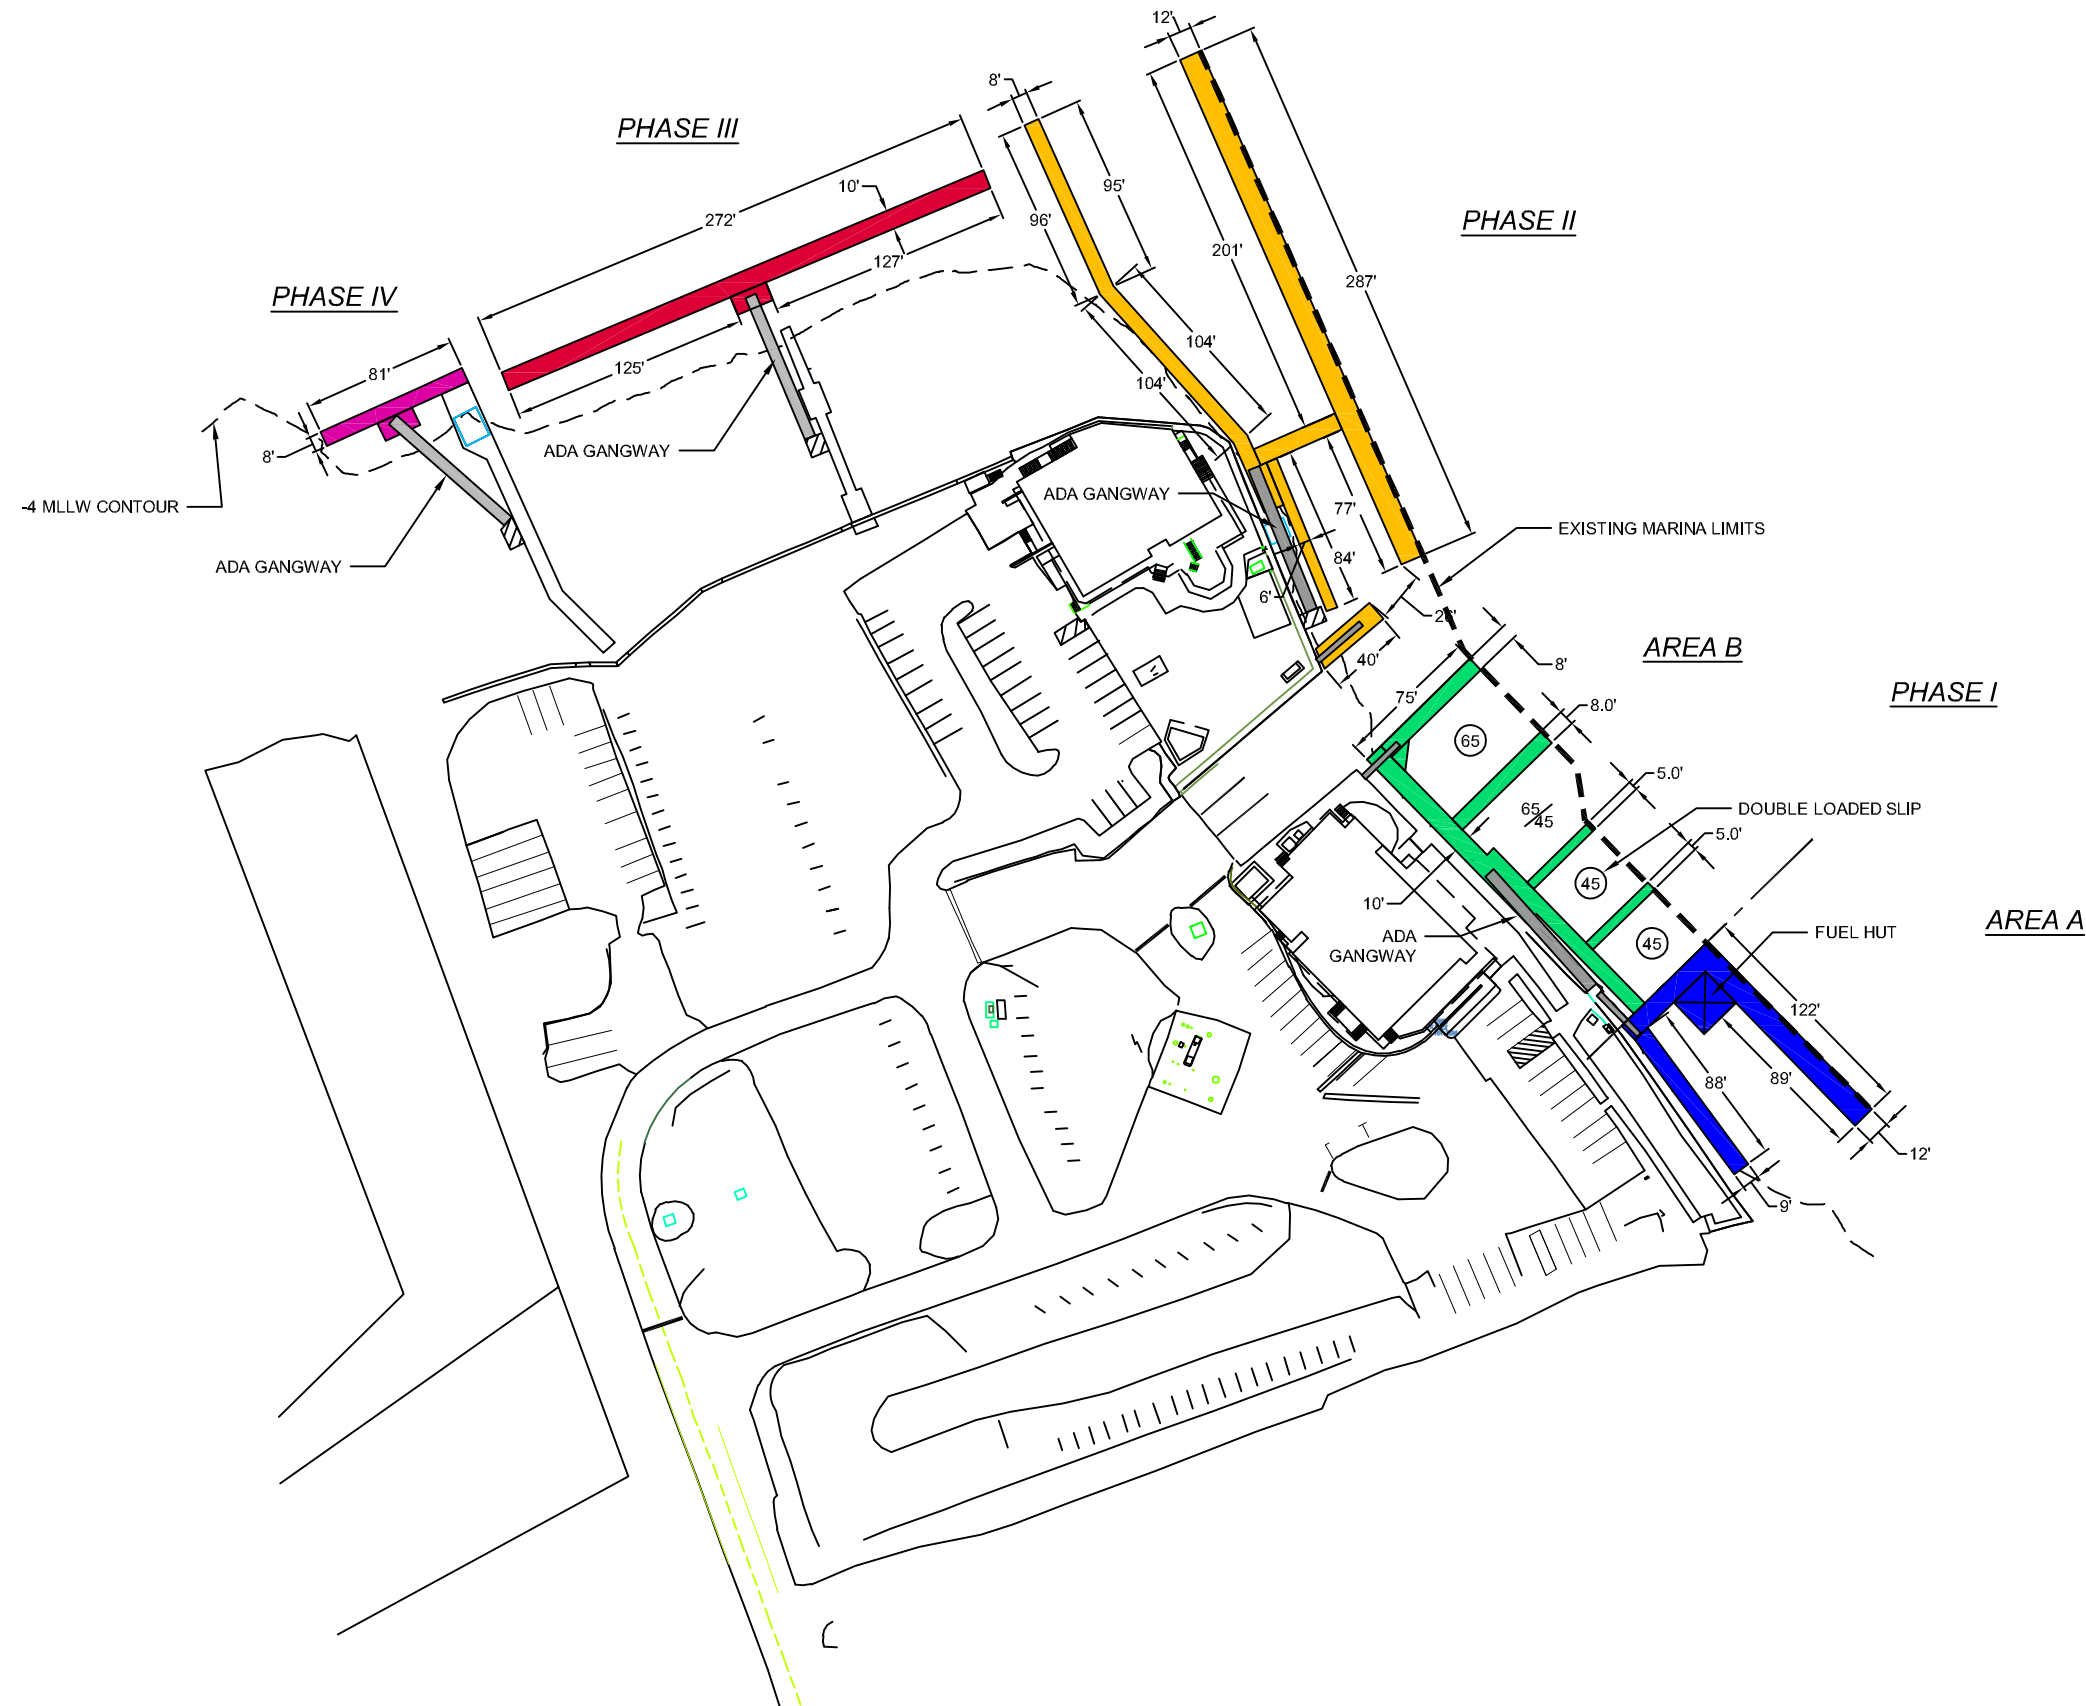 12'
8'
PHASE III
10'
95'
96'
272'
PHASE II
127'
201'
287'
PHASE IV
104'
81'
125'
104'
ADA GANGWAY
8'
ADA GANGWAY
-4 MLLW CONTOUR
77'
EXISTING MARINA LIMITS
84'
ADA GANGWAY
6'
AREA B
40'
8'
75'
PHASE I
8.0'
65
5.0'
65
45
DOUBLE LOADED SLIP
5.0'
45
10'
AREA A
ADA
GANGWAY
45
FUEL HUT
122'
88'
89'
12'
9'